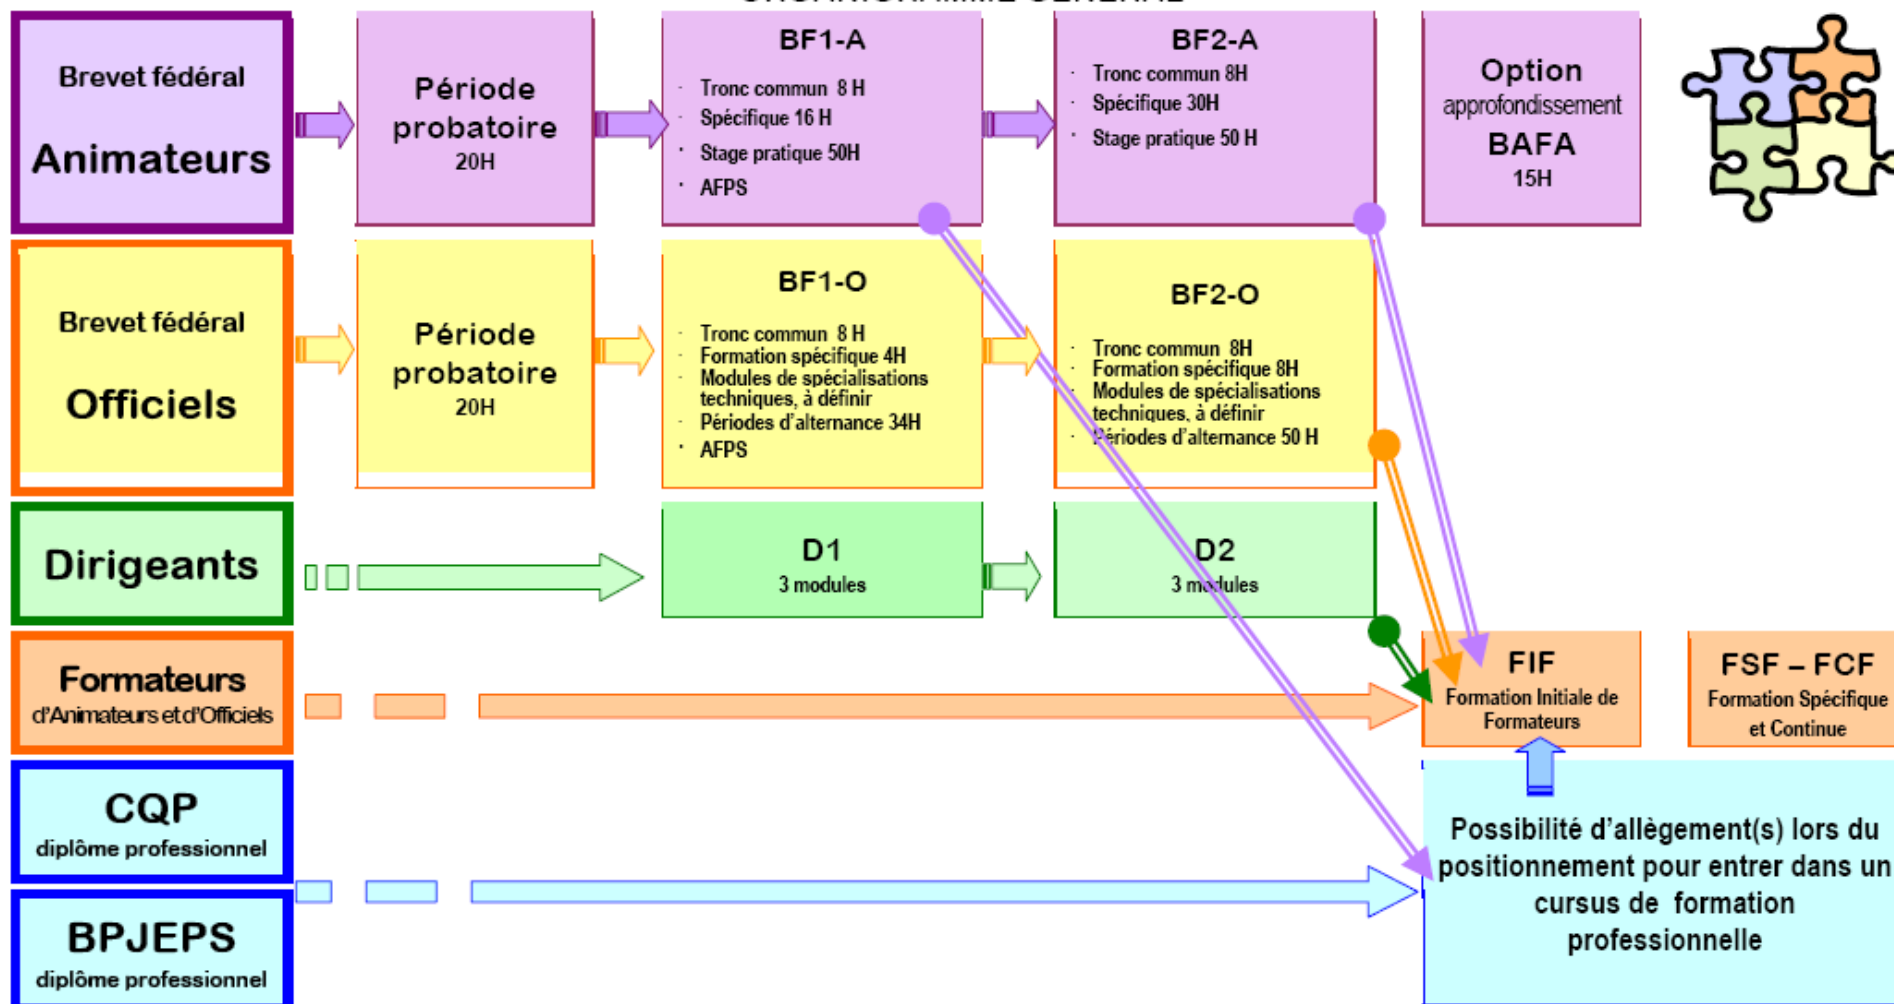 ORGANIGRAMME GENERAL
Brevet fédéral
Animateurs
Période
probatoire
20H
BF1-A
· Tronc commun 8 H
· Spécifique 16 H
· Stage pratique 50H
· AFPS
BF2-A
· Tronc commun 8H
· Spécifique 30H
· Stage pratique 50 H
Option
approfondissement
BAFA
15H
Brevet fédéral
Officiels
Période
probatoire
20H
BF1-O
· Tronc commun 8 H
· Formation spécifique 4H
· Modules de spécialisations
techniques, à définir
· Périodes d'alternance 34H
· AFPS
BF2-O
· Tronc commun 8H
· Formation spécifique 8H
· Modules de spécialisations
techniques, à définir
· Périodes d'alternance 50 H
Dirigeants
D1
3 modules
D2
3 modules
Formateurs
d'Animateurs et d'Officiels
FIF
Formation Initiale de
Formateurs
FSF – FCF
Formation Spécifique
et Continue
CQP
diplôme professionnel
BPJEPS
diplôme professionnel
Possibilité d'allègement(s) lors du
positionnement pour entrer dans un
cursus de formation
professionnelle